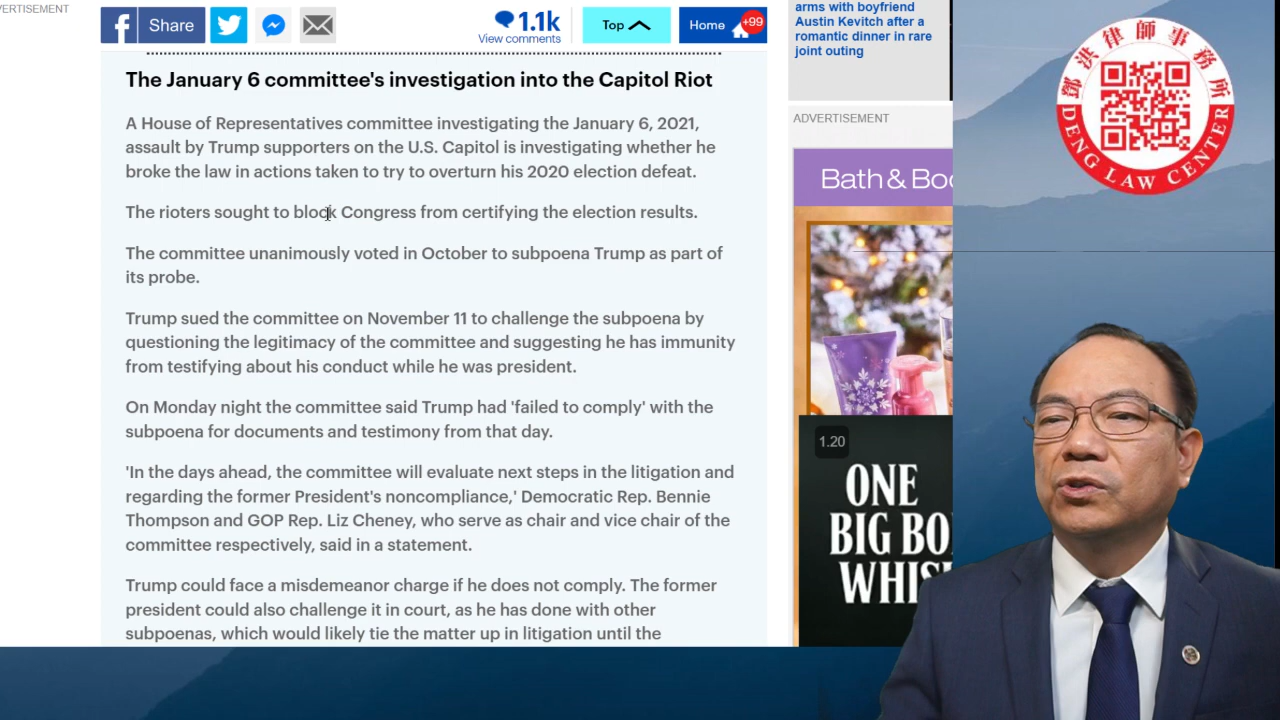 VERTISEMENT
Share
1.1k
View comments
Top
Home
+99
The January 6 committee's investigation into the Capitol Riot
A House of Representatives committee investigating the January 6, 2021,
assault by Trump supporters on the U.S. Capitol is investigating whether he
broke the law in actions taken to try to overturn his 2020 election defeat.
The rioters sought to block Congress from certifying the election results.
The committee unanimously voted in October to subpoena Trump as part of
its probe.
Trump sued the committee on November 11 to challenge the subpoena by
questioning the legitimacy of the committee and suggesting he has immunity
from testifying about his conduct while he was president.
On Monday night the committee said Trump had 'failed to comply' with the
subpoena for documents and testimony from that day.
'In the days ahead, the committee will evaluate next steps in the litigation and
regarding the former President's noncompliance,' Democratic Rep. Bennie
Thompson and GOP Rep. Liz Cheney, who serve as chair and vice chair of the
committee respectively, said in a statement.
Trump could face a misdemeanor charge if he does not comply. The former
president could also challenge it in court, as he has done with other
subpoenas, which would likely tie the matter up in litigation until the
arms with boyfriend
Austin Kevitch after a
romantic dinner in rare
joint outing
ADVERTISEMENT
Bath & Boo
1.20
ONE
BIG BO
WHIS
鄧洪律師事務所
DENG LAW CENTER